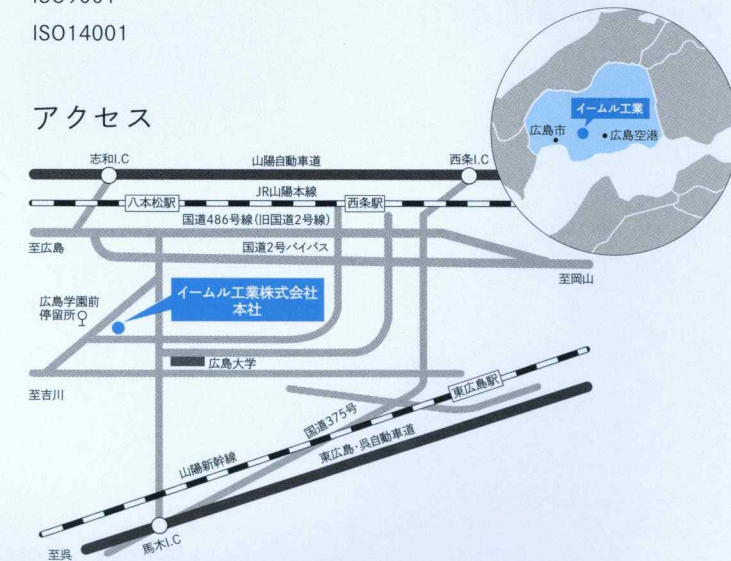 ISO14001
アクセス
イームル工業
広島市
広島空港
志和I.C
山陽自動車道
西条I.C
JR山陽本線
八本松駅
西条駅
国道486号線(旧国道2号線)
至広島
国道2号バイパス
至岡山
イームル工業株式会社
本社
広島学園前
停留所
広島大学
至吉川
東広島駅
国道375号
東広島・呉自動車道
山陽新幹線
馬木I.C
至呉